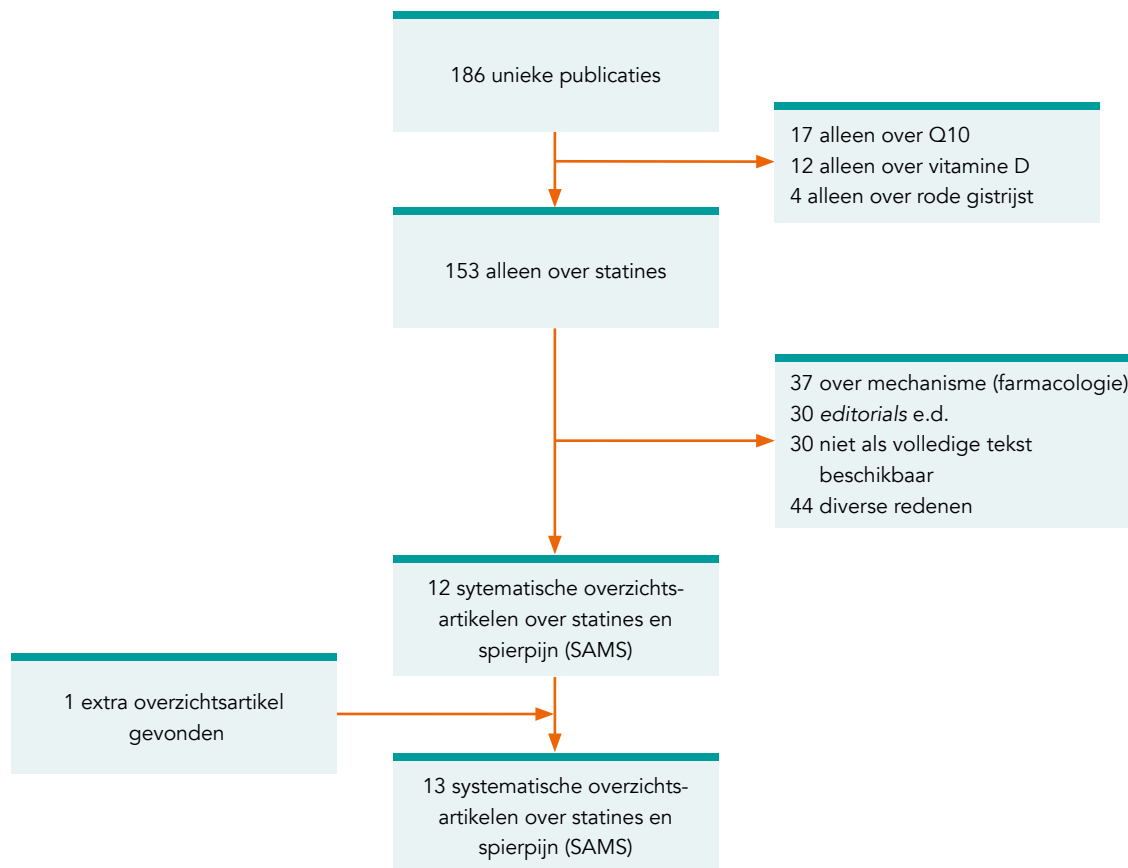 186 unieke publicaties
17 alleen over Q10
12 alleen over vitamine D
4 alleen over rode gistrijst
153 alleen over statines
37 over mechanisme (farmacologie)
30 editorials e.d.
30 niet als volledige tekst
beschikbaar
44 diverse redenen
12 sytematische overzichts-
artikelen over statines en
spierpijn (SAMS)
1 extra overzichtsartikel
gevonden
13 systematische overzichts-
artikelen over statines en
spierpijn (SAMS)